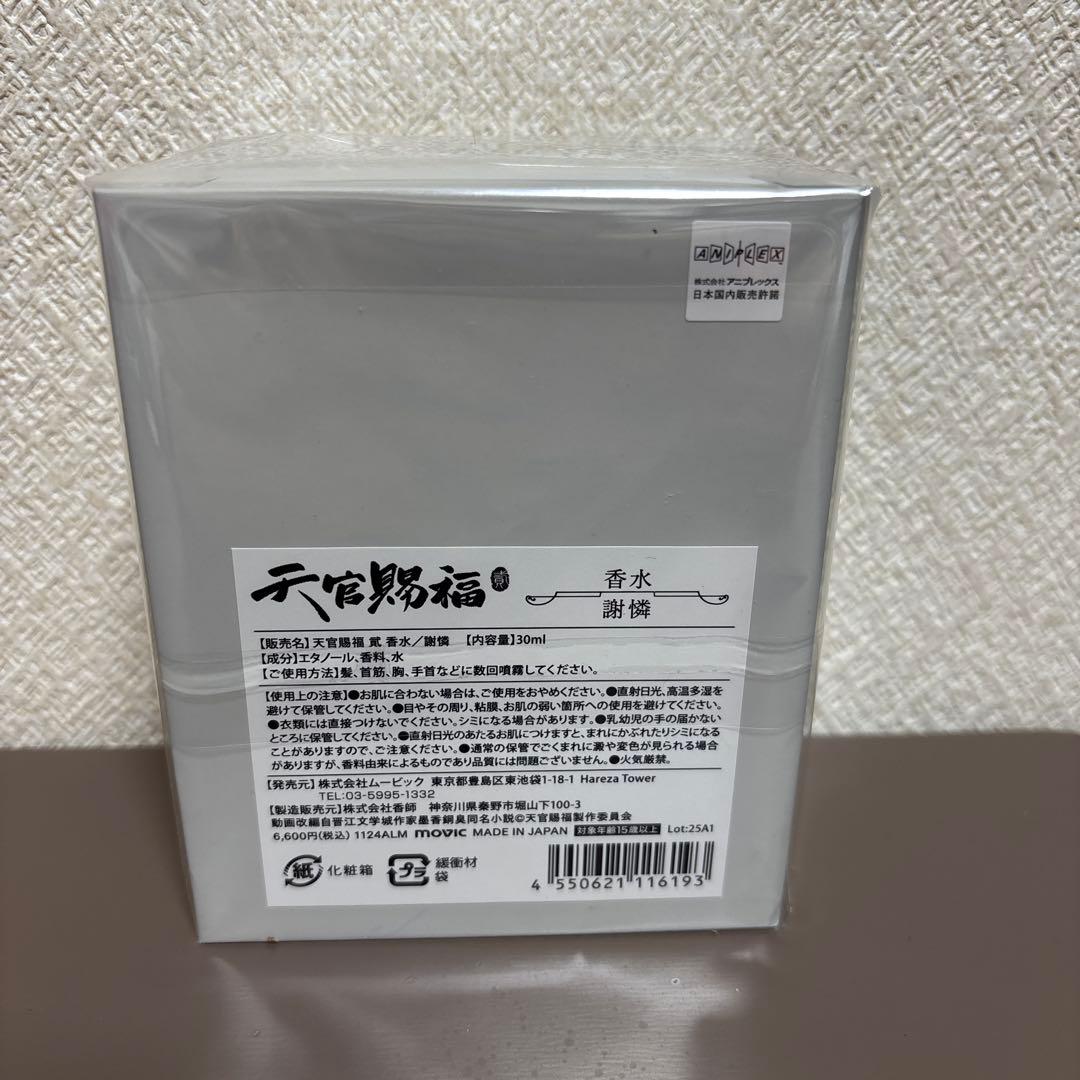 ANIPLEX
株式会社アニプレックス
日本国内販売許諾
天官賜福 貳
香水
謝憐
【販売名】天官賜福 貳 香水／謝憐 【内容量】30ml
【成分】エタノール、香料、水
【ご使用方法】髪、首筋、胸、手首などに数回噴霧してください。
【使用上の注意】●お肌に合わない場合は、ご使用をおやめください。●直射日光、高温多湿を
避けて保管してください。●目やその周り、粘膜、お肌の弱い箇所への使用を避けてください。
●衣類には直接つけないでください。シミになる場合があります。●乳幼児の手の届かない
ところに保管してください。●直射日光のあたるお肌につけますと、まれにかぶれたりシミになる
ことがありますので、ご注意ください。●通常の保管でごくまれに澱や変色が見られる場合
がありますが、香料由来によるものであり品質には問題ございません。●火気厳禁。
【発売元】株式会社ムービック 東京都豊島区東池袋1-18-1 Hareza Tower
TEL:03-5995-1332
【製造販売元】株式会社香師 神奈川県秦野市堀山下100-3
動画改編自晋江文学城作家墨香銅臭同名小説©天官賜福製作委員会
6,600円(税込) 1124ALM movic MADE IN JAPAN 対象年齢15歳以上 Lot:25A1
紙 化粧箱 プラ 緩衝材
袋
4 550621 116193